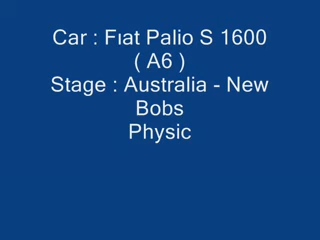 Car : Fıat Palio S 1600
( A6 )
Stage : Australia - New
Bobs
Physic